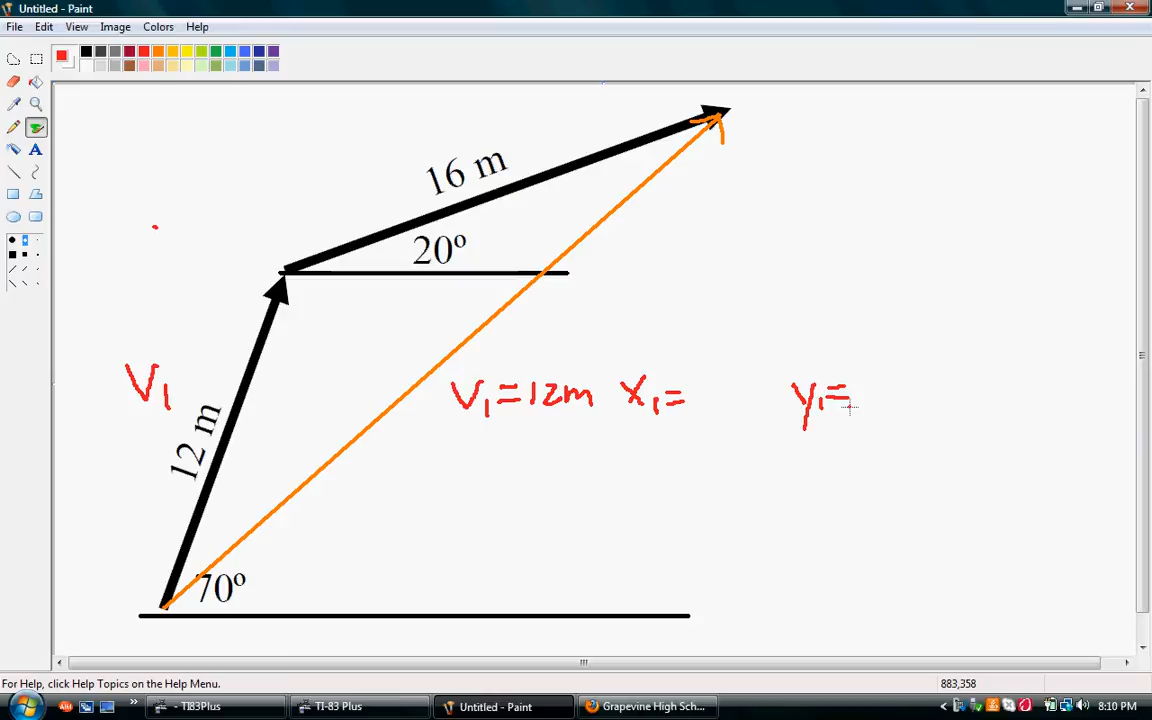 Untitled - Paint
File Edit View Image Colors Help
16 m
20º
V1
V1=12m X1= y1=
12 m
70º
For Help, click Help Topics on the Help Menu. 883,358
- TI83Plus TI-83 Plus Untitled - Paint Grapevine High Sch... 8:10 PM